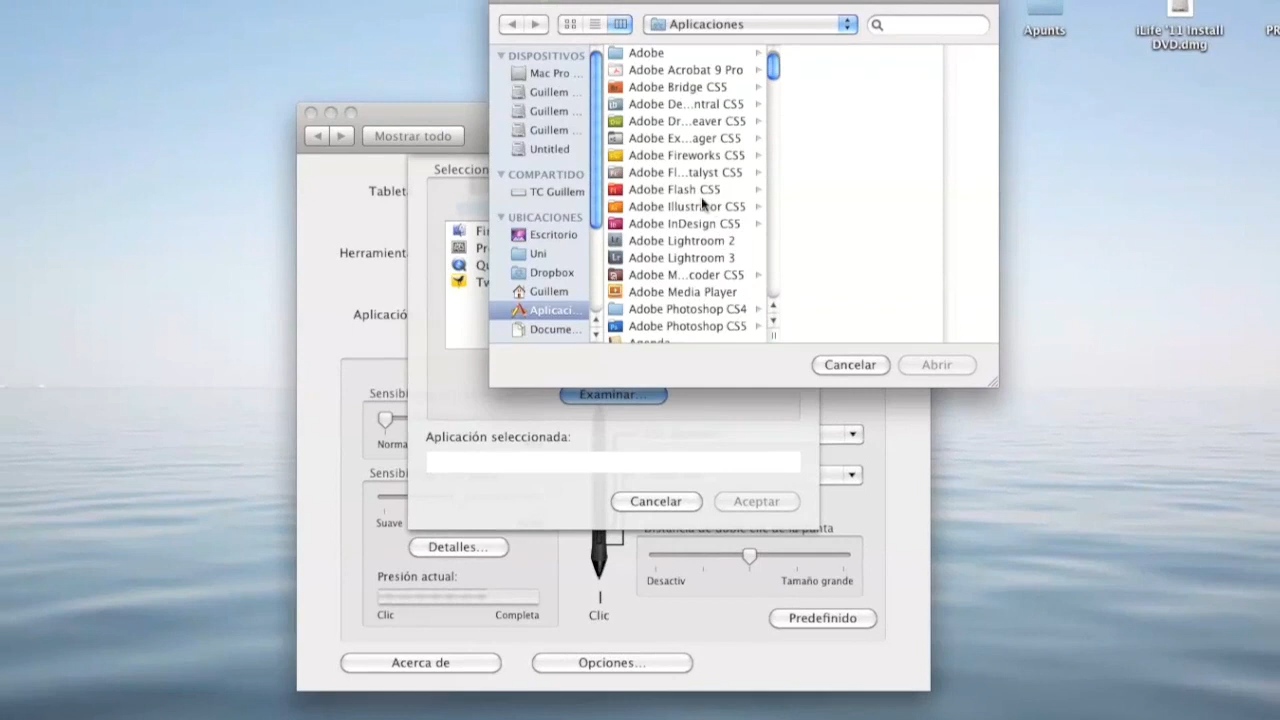 Aplicaciones
Apunts
iLife '11 Install
DVD.dmg
PR
DISPOSITIVOS
Mac Pro ...
Guillem ...
Guillem ...
Guillem ...
Untitled
COMPARTIDO
TC Guillem
UBICACIONES
Escritorio
Uni
Dropbox
Guillem
Aplicaci...
Docume...
Adobe
Adobe Acrobat 9 Pro
Adobe Bridge CS5
Adobe De...ntral CS5
Adobe Dr...eaver CS5
Adobe Ex...ager CS5
Adobe Fireworks CS5
Adobe Fl...talyst CS5
Adobe Flash CS5
Adobe Illustrator CS5
Adobe InDesign CS5
Adobe Lightroom 2
Adobe Lightroom 3
Adobe M...coder CS5
Adobe Media Player
Adobe Photoshop CS4
Adobe Photoshop CS5
Agenda
Cancelar
Abrir
Mostrar todo
Seleccion
Tablet
Fi
Pr
Qu
Tw
Herramient
Aplicació
Examinar...
Sensibi
Norma
Aplicación seleccionada:
Sensibi
Suave
Cancelar
Aceptar
Distancia de doble clic de la punta
Detalles...
Presión actual:
Desactiv
Tamaño grande
Clic
Completa
Clic
Predefinido
Acerca de
Opciones...